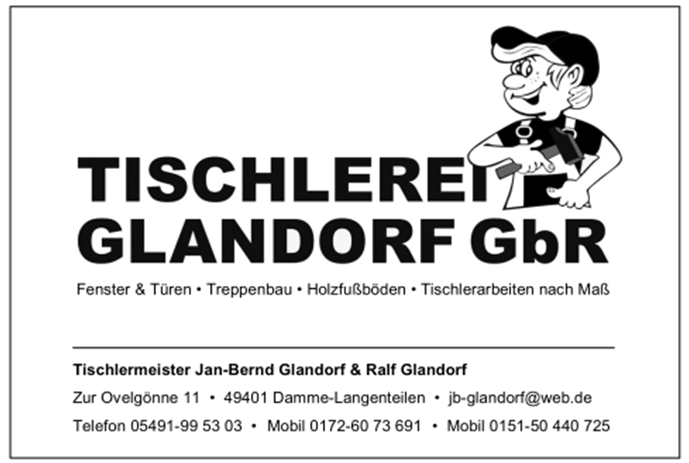 TISCHLEREI
GLANDORF GbR
Fenster & Türen • Treppenbau • Holzfußböden • Tischlerarbeiten nach Maß
Tischlermeister Jan-Bernd Glandorf & Ralf Glandorf
Zur Ovelgönne 11 • 49401 Damme-Langenteilen • jb-glandorf@web.de
Telefon 05491-99 53 03 • Mobil 0172-60 73 691 • Mobil 0151-50 440 725